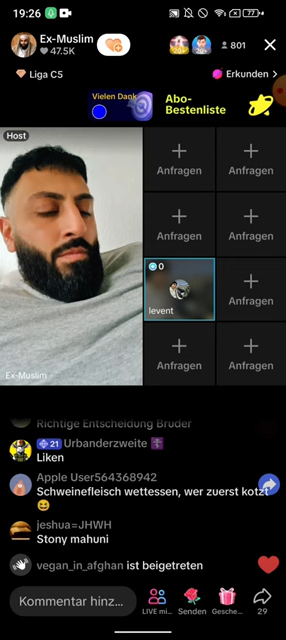 19:26
77
Ex-Muslim
47.5K
801
Liga C5
Erkunden
Vielen Dank
Abo-
Bestenliste
Host
Anfragen
Anfragen
Anfragen
Anfragen
0
levent
Anfragen
Anfragen
Anfragen
Ex-Muslim
Richtige Entscheidung Bruder
21 Urbanderzweite
Liken
Apple User564368942
Schweinefleisch wettessen, wer zuerst kotzt
jeshua=JHWH
Stony mahuni
vegan_in_afghan ist beigetreten
Kommentar hinz...
LIVE mi...
Senden
Gesche...
29